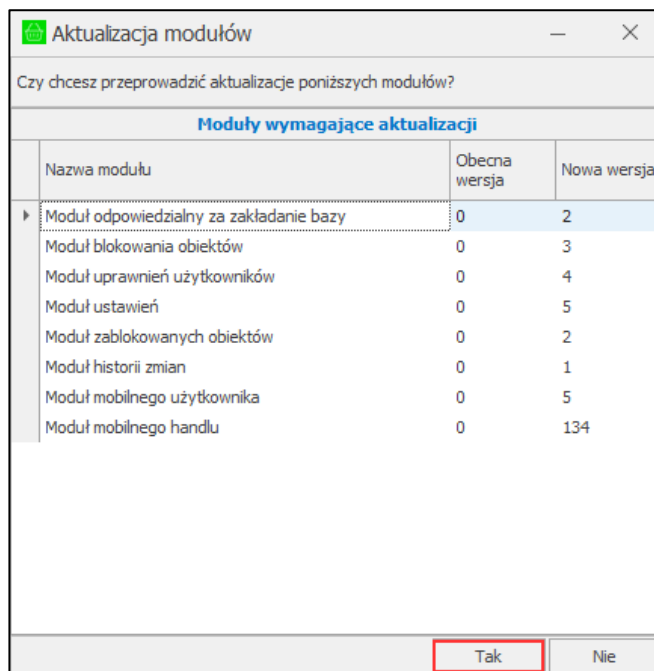 Aktualizacja modułów
Czy chcesz przeprowadzić aktualizacje poniższych modułów?
Moduły wymagające aktualizacji
Nazwa modułu Obecna wersja Nowa wersja
Moduł odpowiedzialny za zakładanie bazy 0 2
Moduł blokowania obiektów 0 3
Moduł uprawnień użytkowników 0 4
Moduł ustawień 0 5
Moduł zablokowanych obiektów 0 2
Moduł historii zmian 0 1
Moduł mobilnego użytkownika 0 5
Moduł mobilnego handlu 0 134
Tak Nie